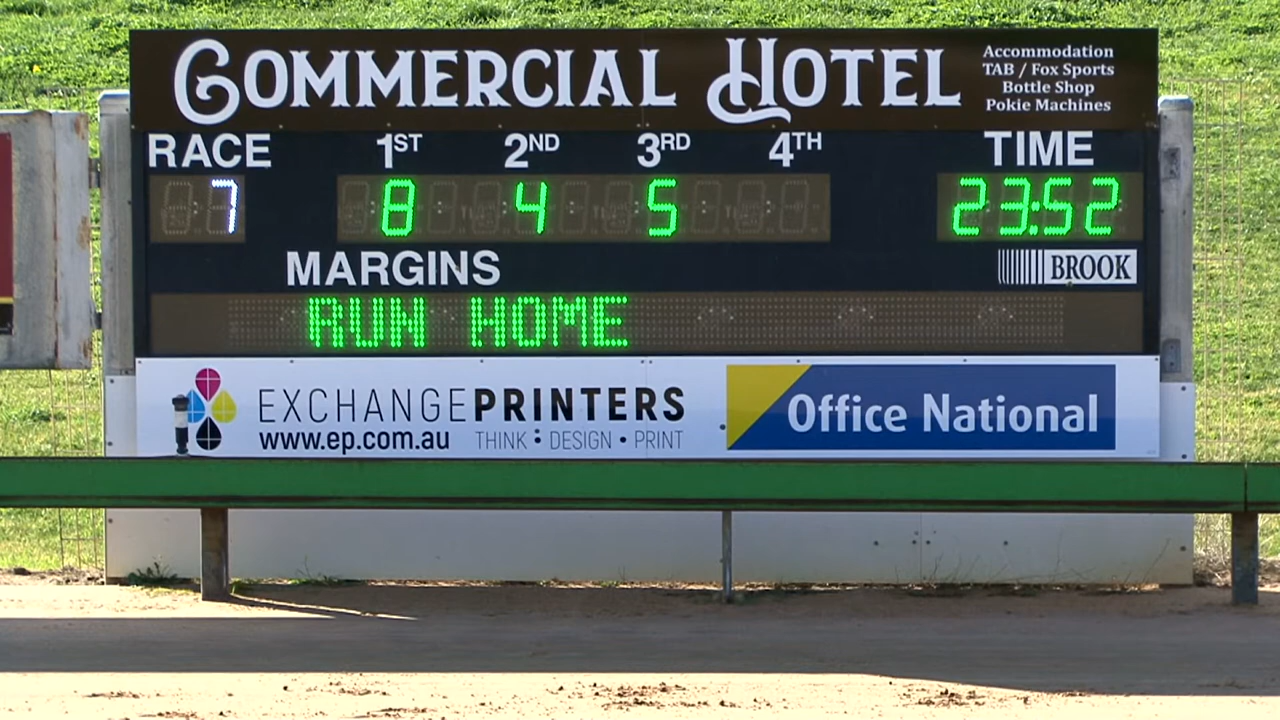 COMMERCIAL HOTEL
Accommodation
TAB / Fox Sports
Bottle Shop
Pokie Machines
RACE 1ST 2ND 3RD 4TH TIME
7 8 4 5 23:52
MARGINS
BROOK
RUN HOME
EXCHANGEPRINTERS
www.ep.com.au THINK : DESIGN • PRINT
Office National